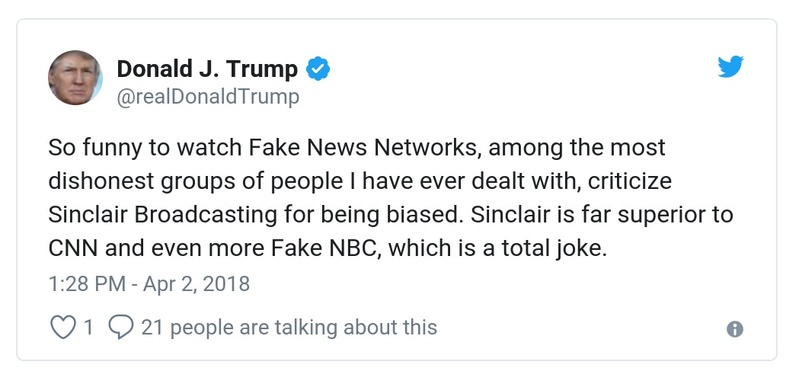 Donald J. Trump
@realDonaldTrump
So funny to watch Fake News Networks, among the most
dishonest groups of people I have ever dealt with, criticize
Sinclair Broadcasting for being biased. Sinclair is far superior to
CNN and even more Fake NBC, which is a total joke.
1:28 PM - Apr 2, 2018
1 21 people are talking about this